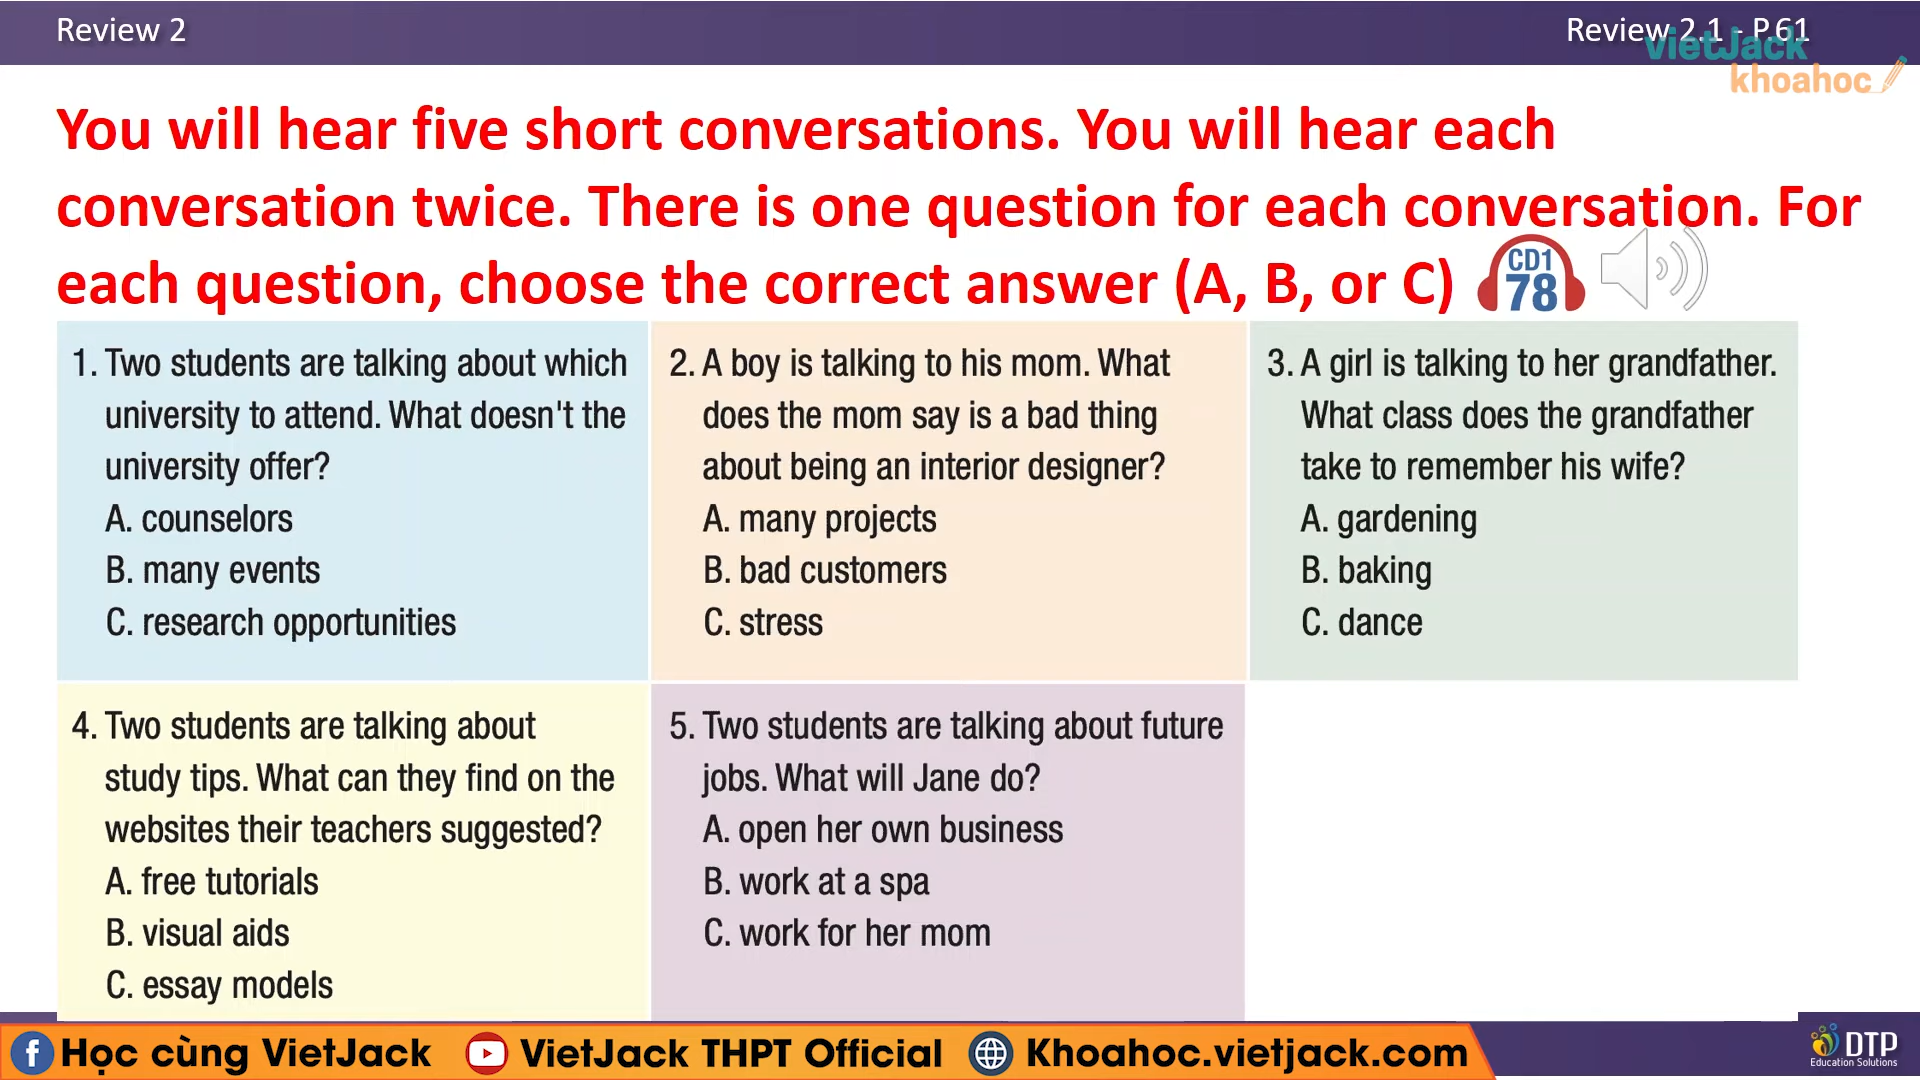 Review 2
Review 2.1 - P.61
vietJack
khoahoc
You will hear five short conversations. You will hear each
conversation twice. There is one question for each conversation. For
each question, choose the correct answer (A, B, or C)
CD1
78
1. Two students are talking about which
university to attend. What doesn't the
university offer?
A. counselors
B. many events
C. research opportunities
2. A boy is talking to his mom. What
does the mom say is a bad thing
about being an interior designer?
A. many projects
B. bad customers
C. stress
3. A girl is talking to her grandfather.
What class does the grandfather
take to remember his wife?
A. gardening
B. baking
C. dance
4. Two students are talking about
study tips. What can they find on the
websites their teachers suggested?
A. free tutorials
B. visual aids
C. essay models
5. Two students are talking about future
jobs. What will Jane do?
A. open her own business
B. work at a spa
C. work for her mom
Học cùng VietJack
VietJack THPT Official
Khoahoc.vietjack.com
DTP
Education Solutions